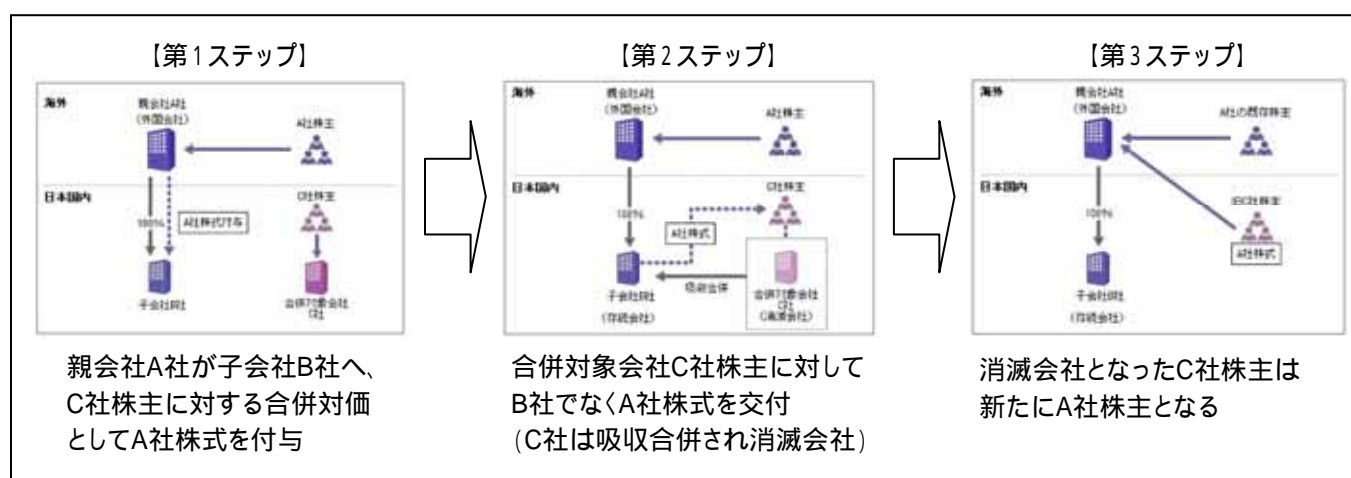 【第1ステップ】
海外
親会社A社
(外国会社)
A社株主
日本国内
C社株主
100%
A社株式付与
子会社B社
合併対象会社
C社
親会社A社が子会社B社へ、
C社株主に対する合併対価
としてA社株式を付与
【第2ステップ】
海外
親会社A社
(外国会社)
A社株主
日本国内
C社株主
100%
A社株式
吸収合併
子会社B社
(存続会社)
合併対象会社
C社
(消滅会社)
合併対象会社C社株主に対して
B社でなくA社株式を交付
(C社は吸収合併され消滅会社)
【第3ステップ】
海外
親会社A社
(外国会社)
A社の既存株主
日本国内
旧C社株主
100%
A社株式
子会社B社
(存続会社)
消滅会社となったC社株主は
新たにA社株主となる